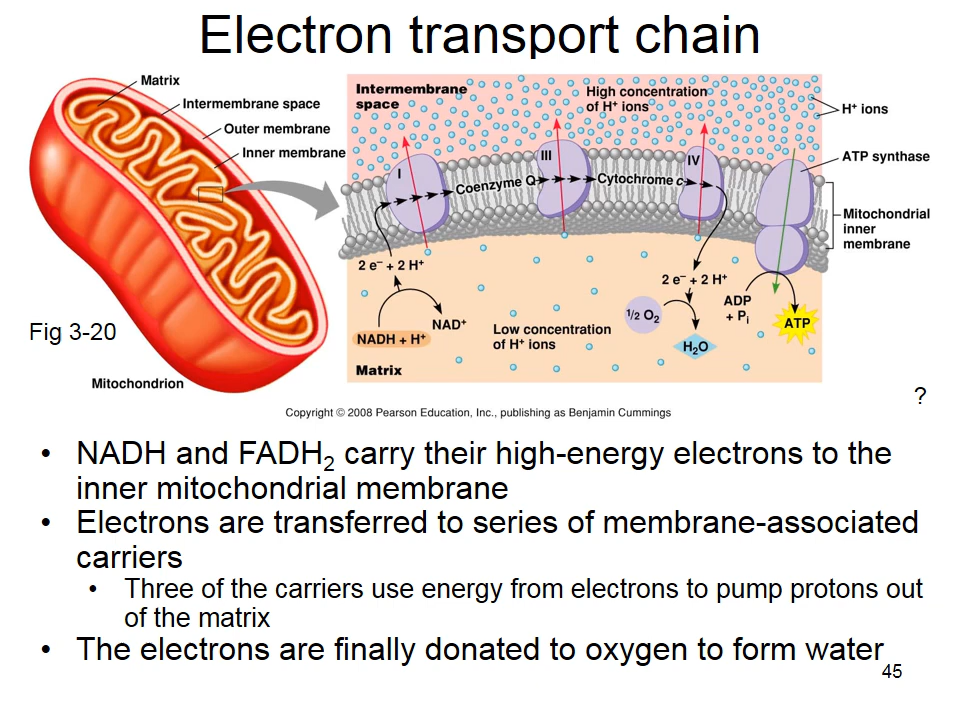 Electron transport chain
Matrix
Intermembrane space
Outer membrane
Inner membrane
Fig 3-20
Mitochondrion
Intermembrane
space
High concentration
of H⁺ ions
H⁺ ions
I
Coenzyme Q
III
Cytochrome c
IV
ATP synthase
Mitochondrial
inner
membrane
2 e⁻ + 2 H⁺
NADH + H⁺
NAD⁺
Low concentration
of H⁺ ions
2 e⁻ + 2 H⁺
1/2 O₂
H₂O
ADP
+ Pi
ATP
Matrix
?
Copyright © 2008 Pearson Education, Inc., publishing as Benjamin Cummings
• NADH and FADH₂ carry their high-energy electrons to the
inner mitochondrial membrane
• Electrons are transferred to series of membrane-associated
carriers
• Three of the carriers use energy from electrons to pump protons out
of the matrix
• The electrons are finally donated to oxygen to form water
45